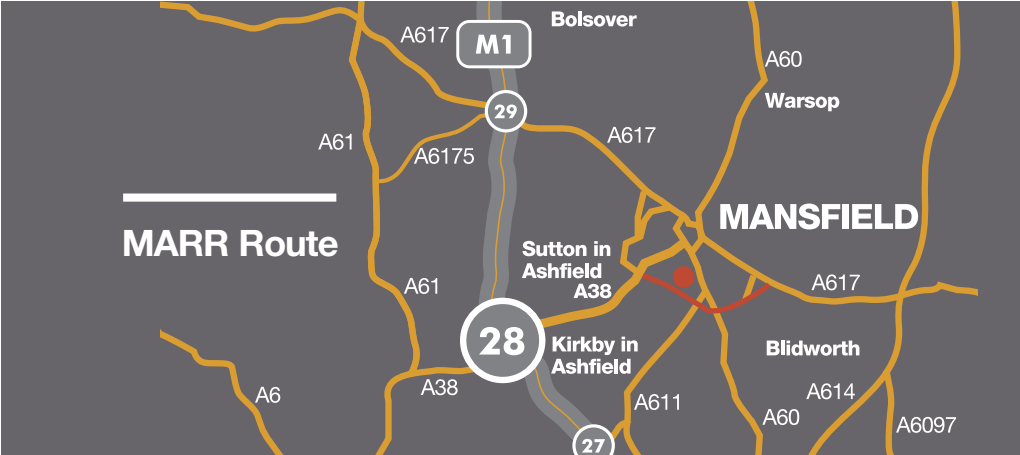 Bolsover
A617
M1
A60
Warsop
29
A61
A6175
A617
MANSFIELD
MARR Route
Sutton in
Ashfield
A38
A61
A617
28
Kirkby in
Ashfield
Blidworth
A6
A38
A611
A614
A60
A6097
27